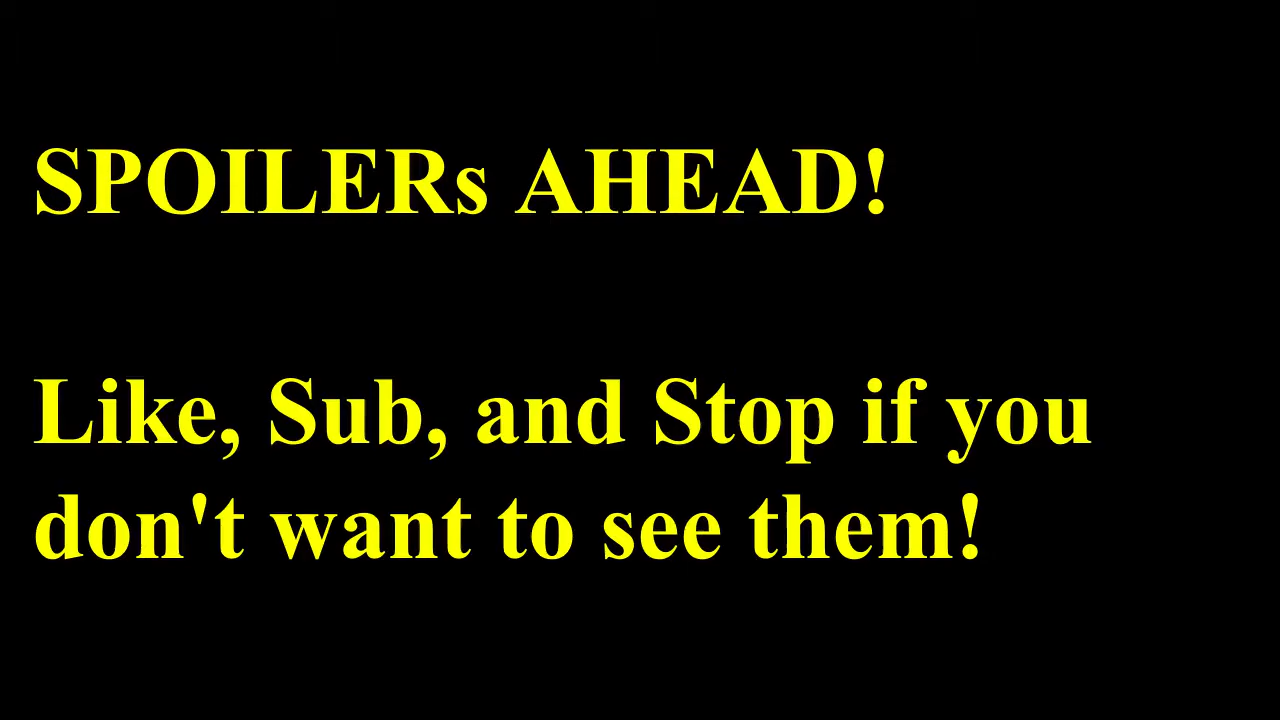 SPOILERs AHEAD!
Like, Sub, and Stop if you
don't want to see them!